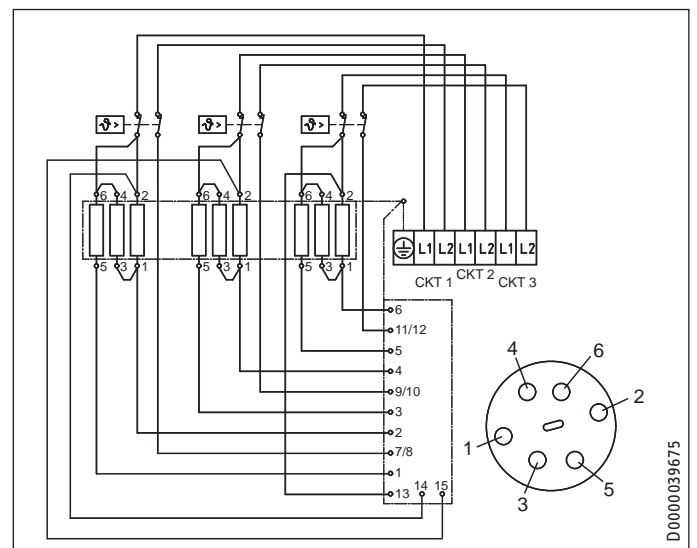 ϑ> ϑ> ϑ>
6 4 2 6 4 2 6 4 2
5 3 1 5 3 1 5 3 1
L1 L2 L1 L2 L1 L2
CKT 1 CKT 2 CKT 3
6
11/12
5
4
9/10
3
2
7/8
1
13 14 15
4 6
2
1
3 5
D0000039675